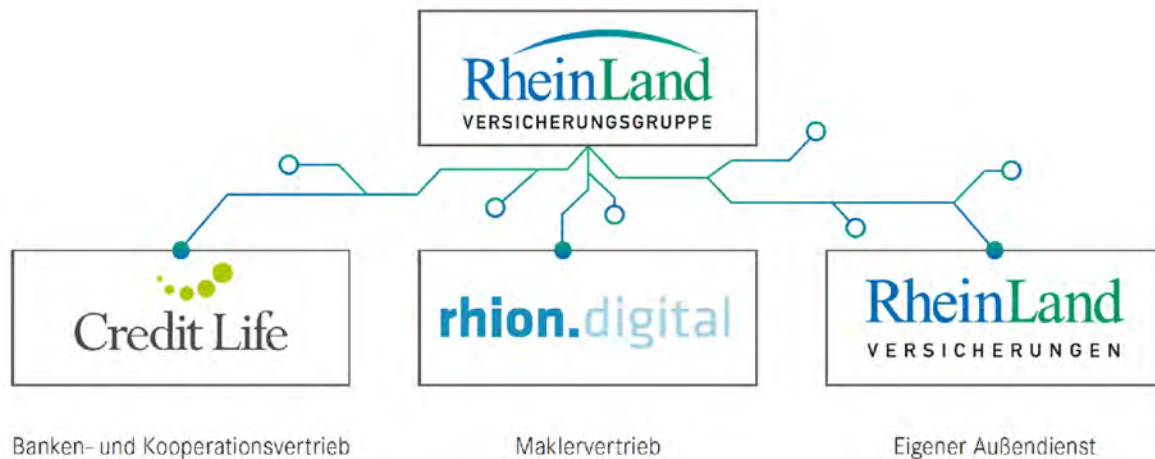 RheinLand
VERSICHERUNGSGRUPPE
Credit Life
rhion.digital
RheinLand
VERSICHERUNGEN
Banken- und Kooperationsvertrieb
Maklervertrieb
Eigener Außendienst